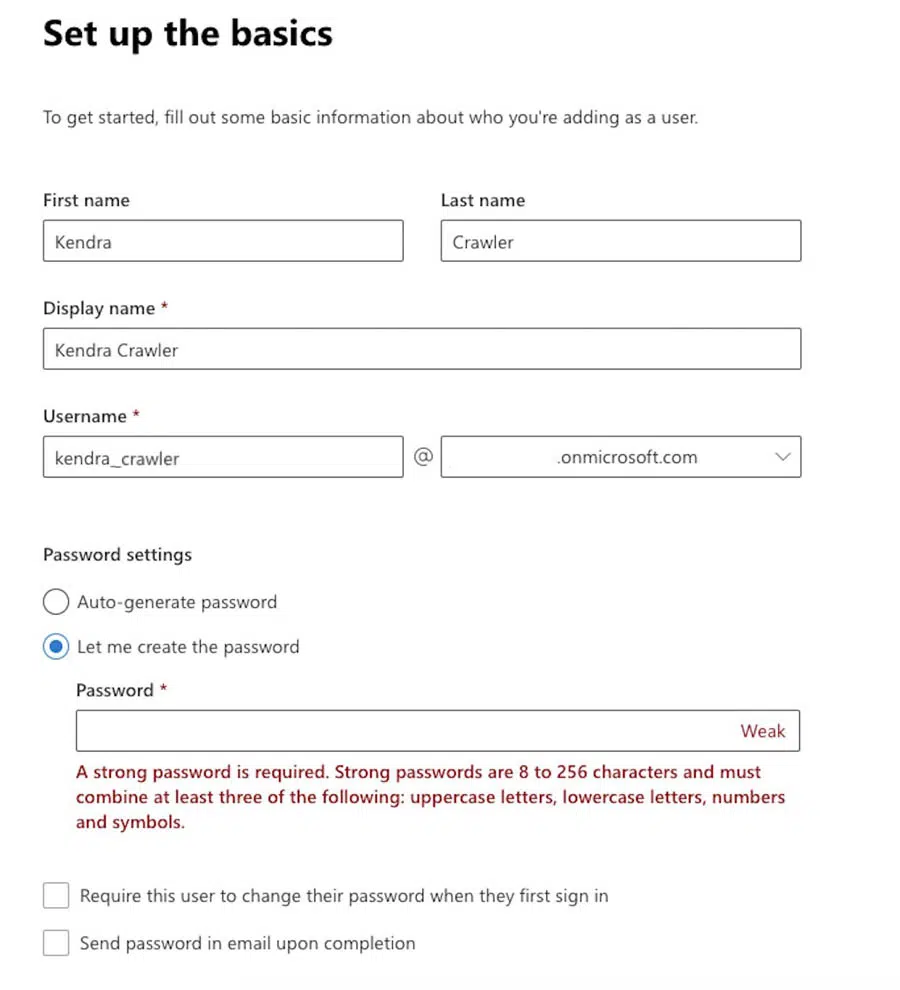 Set up the basics
To get started, fill out some basic information about who you're adding as a user.
First name
Last name
Kendra
Crawler
Display name *
Kendra Crawler
Username *
kendra_crawler @ .onmicrosoft.com
Password settings
Auto-generate password
Let me create the password
Password *
Weak
A strong password is required. Strong passwords are 8 to 256 characters and must
combine at least three of the following: uppercase letters, lowercase letters, numbers
and symbols.
Require this user to change their password when they first sign in
Send password in email upon completion